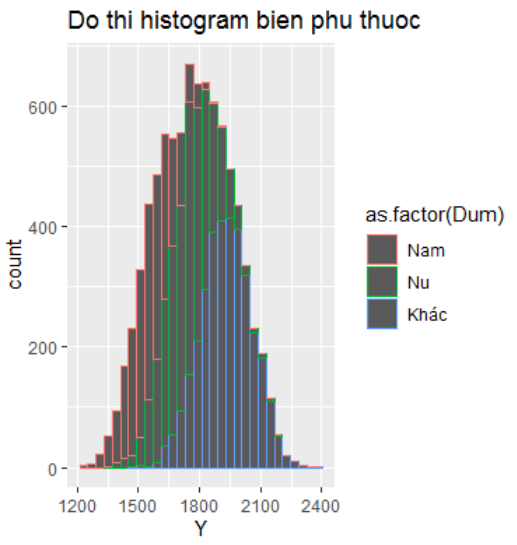 Do thi histogram bien phu thuoc
600
400
200
0
count
1200 1500 1800 2100 2400
Y
as.factor(Dum)
Nam
Nu
Khác